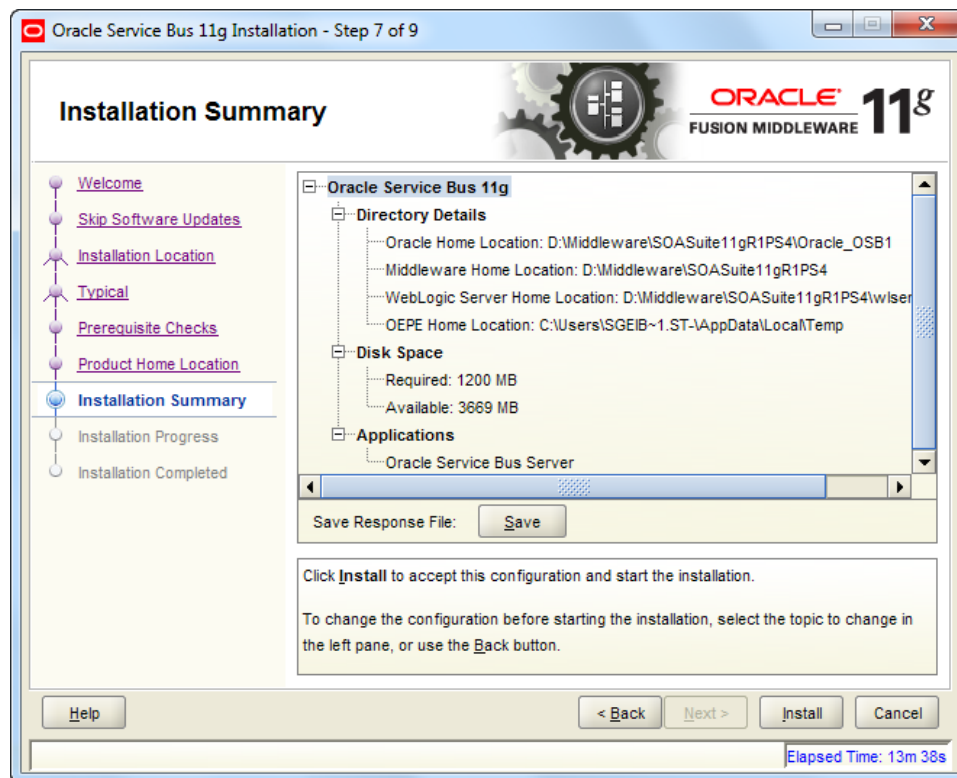 Oracle Service Bus 11g Installation - Step 7 of 9
Installation Summary
ORACLE
FUSION MIDDLEWARE 11g
Welcome
Skip Software Updates
Installation Location
Typical
Prerequisite Checks
Product Home Location
Installation Summary
Installation Progress
Installation Completed
Oracle Service Bus 11g
Directory Details
Oracle Home Location: D:\Middleware\SOASuite11gR1PS4\Oracle_OSB1
Middleware Home Location: D:\Middleware\SOASuite11gR1PS4
WebLogic Server Home Location: D:\Middleware\SOASuite11gR1PS4\wlser
OEPE Home Location: C:\Users\SGEIB~1.ST-\AppData\Local\Temp
Disk Space
Required: 1200 MB
Available: 3669 MB
Applications
Oracle Service Bus Server
Save Response File: Save
Click Install to accept this configuration and start the installation.
To change the configuration before starting the installation, select the topic to change in
the left pane, or use the Back button.
Help < Back Next > Install Cancel
Elapsed Time: 13m 38s